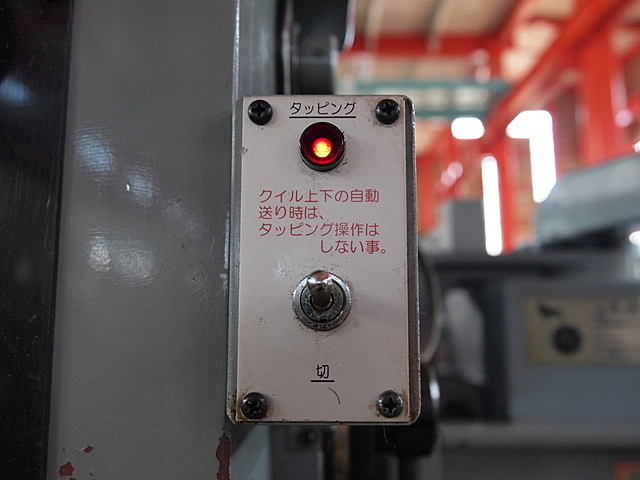 タッピング
クイル上下の自動
送り時は、
タッピング操作は
しない事。
切